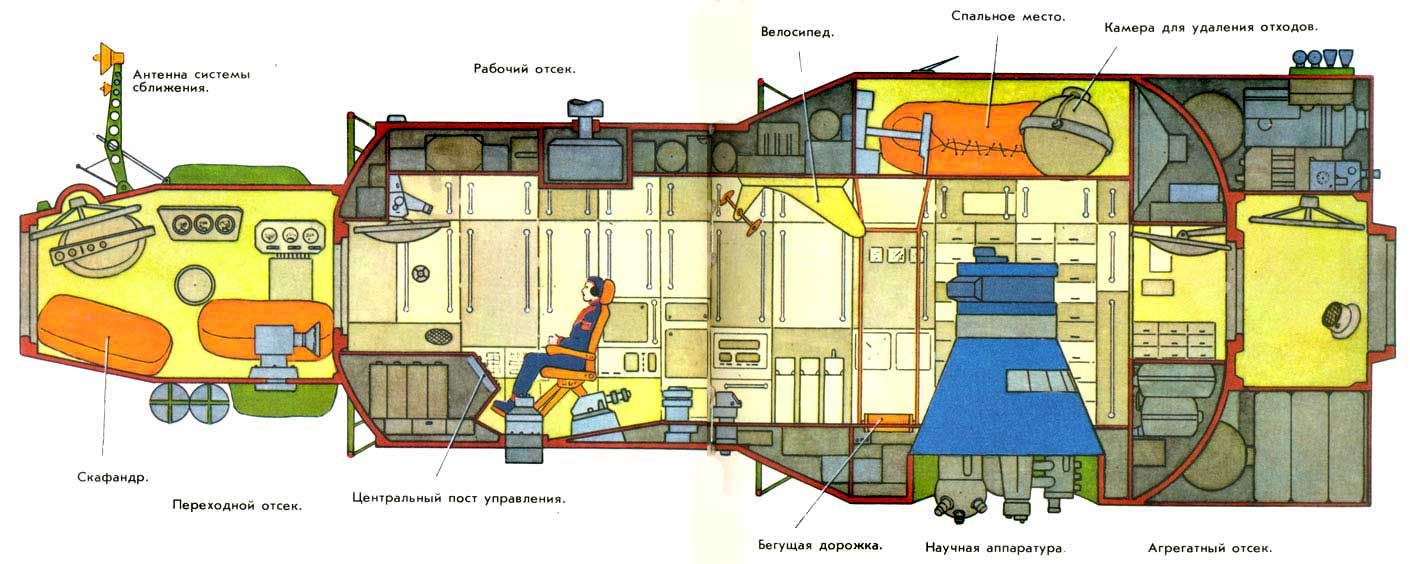 Антенна системы
сближения.
Рабочий отсек.
Велосипед.
Спальное место.
Камера для удаления отходов.
Скафандр.
Переходной отсек.
Центральный пост управления.
Бегущая дорожка.
Научная аппаратура.
Агрегатный отсек.